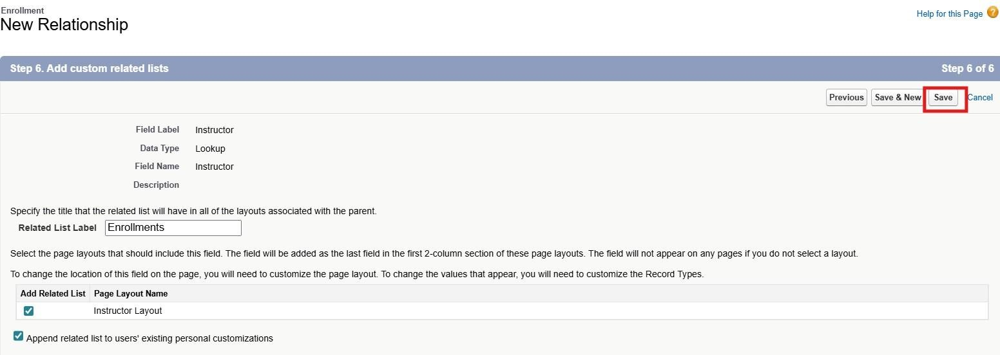 Enrollment
New Relationship
Help for this Page ?
Step 6. Add custom related lists
Step 6 of 6
Previous Save & New Save Cancel
Field Label Instructor
Data Type Lookup
Field Name Instructor
Description
Specify the title that the related list will have in all of the layouts associated with the parent.
Related List Label Enrollments
Select the page layouts that should include this field. The field will be added as the last field in the first 2-column section of these page layouts. The field will not appear on any pages if you do not select a layout.
To change the location of this field on the page, you will need to customize the page layout. To change the values that appear, you will need to customize the Record Types.
Add Related List Page Layout Name
Instructor Layout
Append related list to users' existing personal customizations